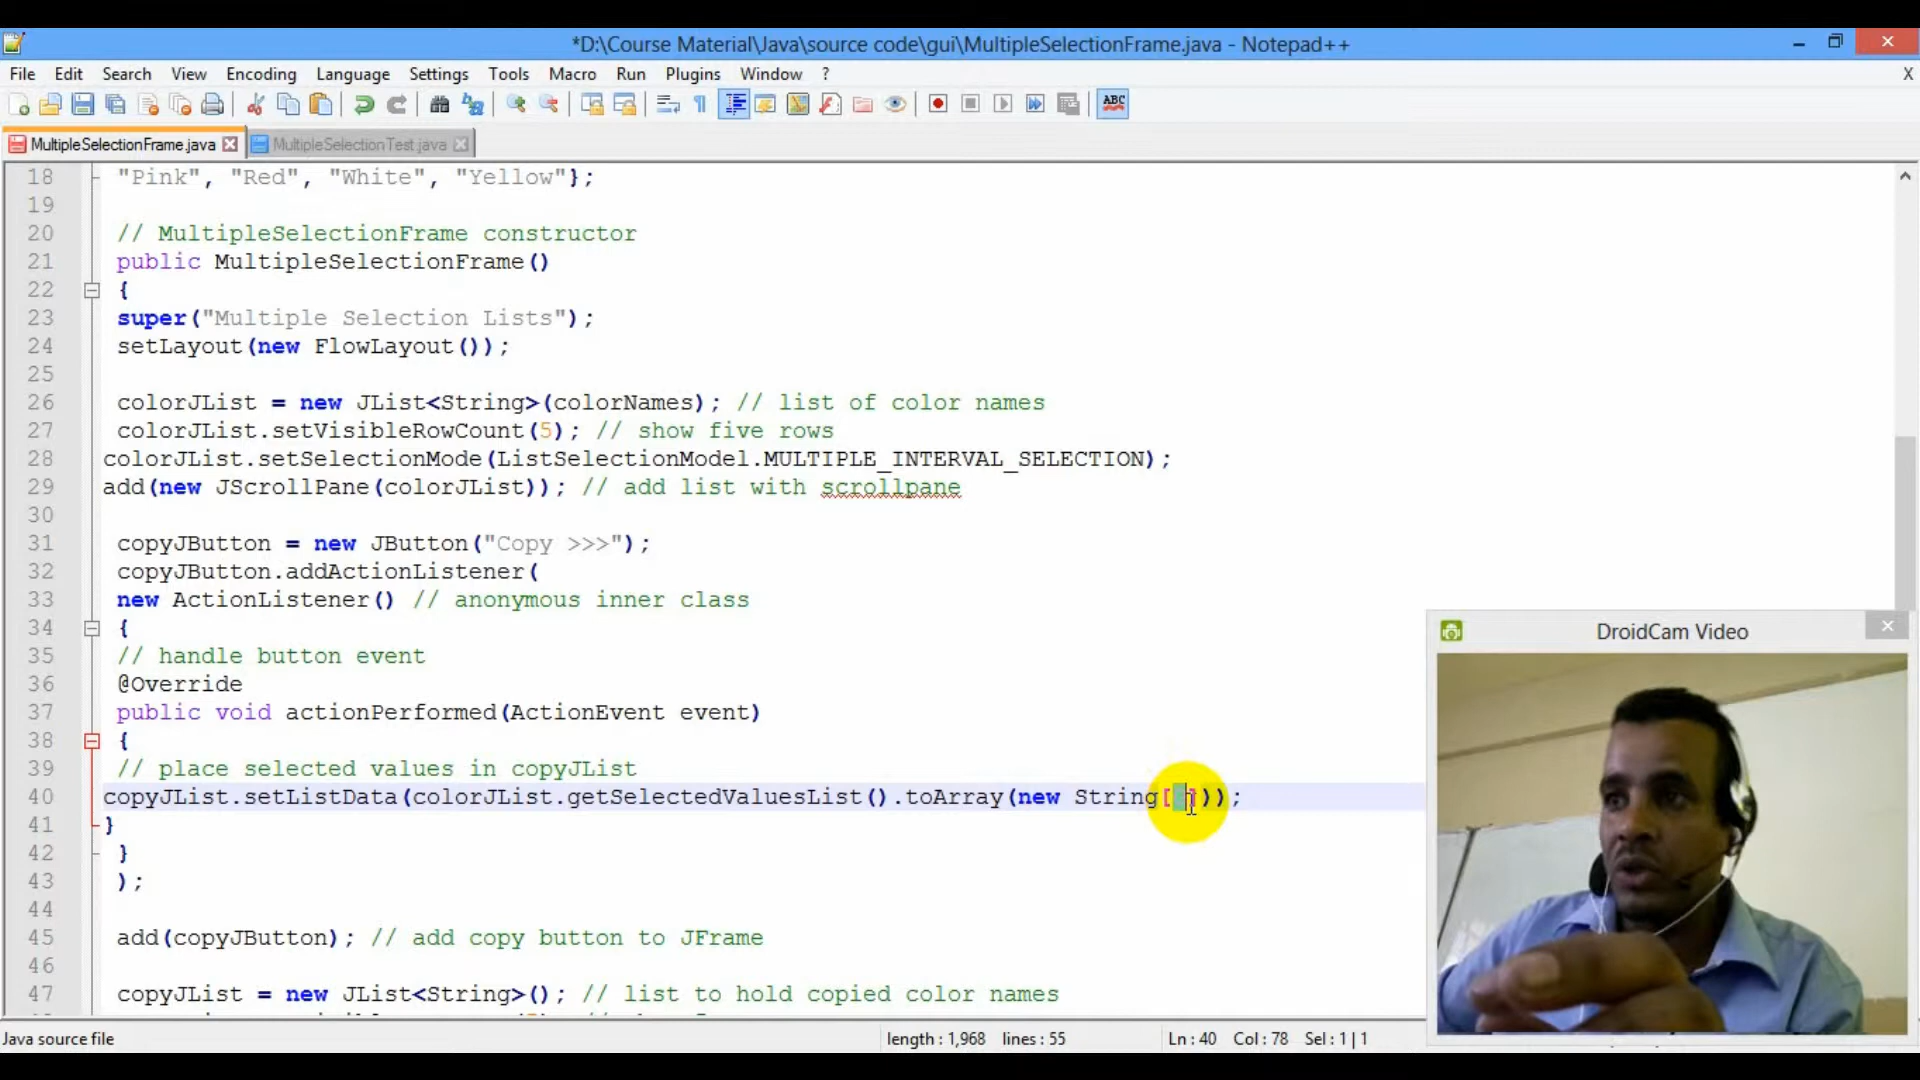 *D:\Course Material\Java\source code\gui\MultipleSelectionFrame.java - Notepad++
File Edit Search View Encoding Language Settings Tools Macro Run Plugins Window ? X
ABC
MultipleSelectionFrame.java MultipleSelectionTest.java
18 "Pink", "Red", "White", "Yellow"};
19
20 // MultipleSelectionFrame constructor
21 public MultipleSelectionFrame()
22 {
23 super("Multiple Selection Lists");
24 setLayout(new FlowLayout());
25
26 colorJList = new JList<String>(colorNames); // list of color names
27 colorJList.setVisibleRowCount(5); // show five rows
28 colorJList.setSelectionMode(ListSelectionModel.MULTIPLE_INTERVAL_SELECTION);
29 add(new JScrollPane(colorJList)); // add list with scrollpane
30
31 copyJButton = new JButton("Copy >>>");
32 copyJButton.addActionListener(
33 new ActionListener() // anonymous inner class
34 {
35 // handle button event
36 @Override
37 public void actionPerformed(ActionEvent event)
38 {
39 // place selected values in copyJList
40 copyJList.setListData(colorJList.getSelectedValuesList().toArray(new String[ ]));
41 }
42 }
43 );
44
45 add(copyJButton); // add copy button to JFrame
46
47 copyJList = new JList<String>(); // list to hold copied color names
DroidCam Video
Java source file length : 1,968 lines : 55 Ln : 40 Col : 78 Sel : 1 | 1